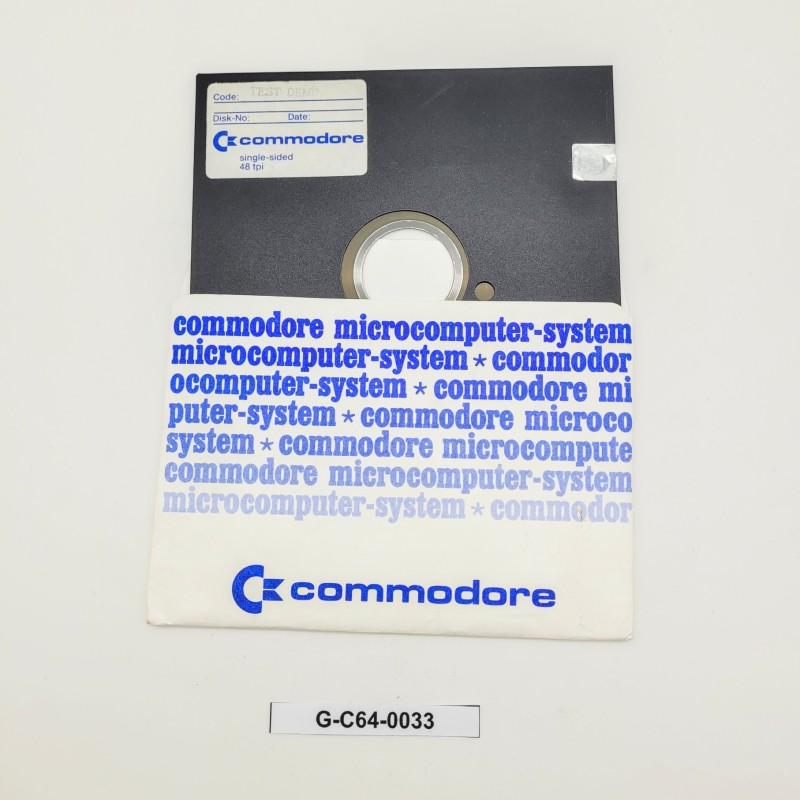 Code: TEST DEMO
Disk-No: Date:
commodore
single-sided
48 tpi
commodore microcomputer-system
microcomputer-system * commodor
ocomputer-system * commodore mi
puter-system * commodore microco
system * commodore microcompute
commodore microcomputer-system
microcomputer-system * commodor
commodore
G-C64-0033